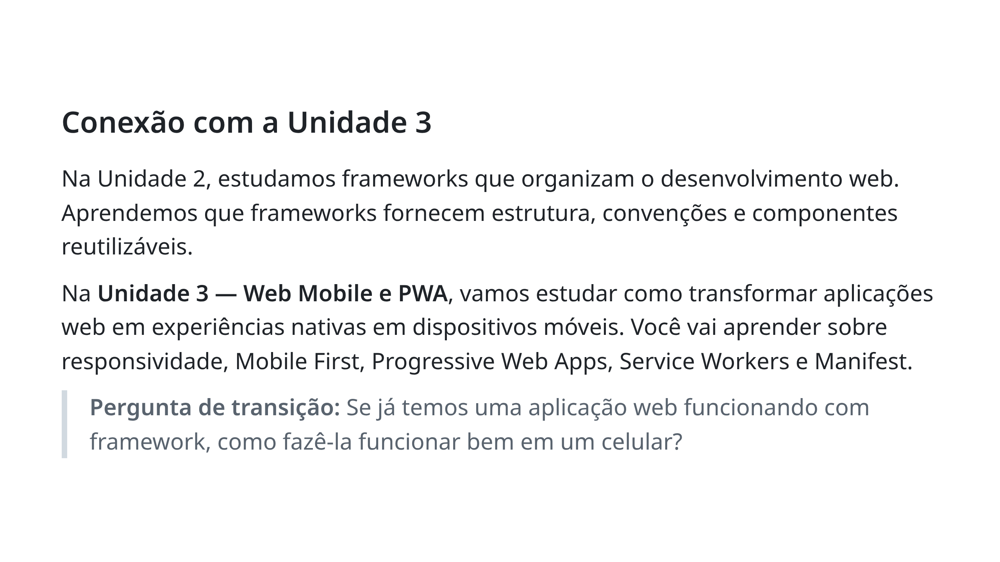 Conexão com a Unidade 3
Na Unidade 2, estudamos frameworks que organizam o desenvolvimento web.
Aprendemos que frameworks fornecem estrutura, convenções e componentes
reutilizáveis.
Na Unidade 3 — Web Mobile e PWA, vamos estudar como transformar aplicações
web em experiências nativas em dispositivos móveis. Você vai aprender sobre
responsividade, Mobile First, Progressive Web Apps, Service Workers e Manifest.
Pergunta de transição: Se já temos uma aplicação web funcionando com
framework, como fazê-la funcionar bem em um celular?